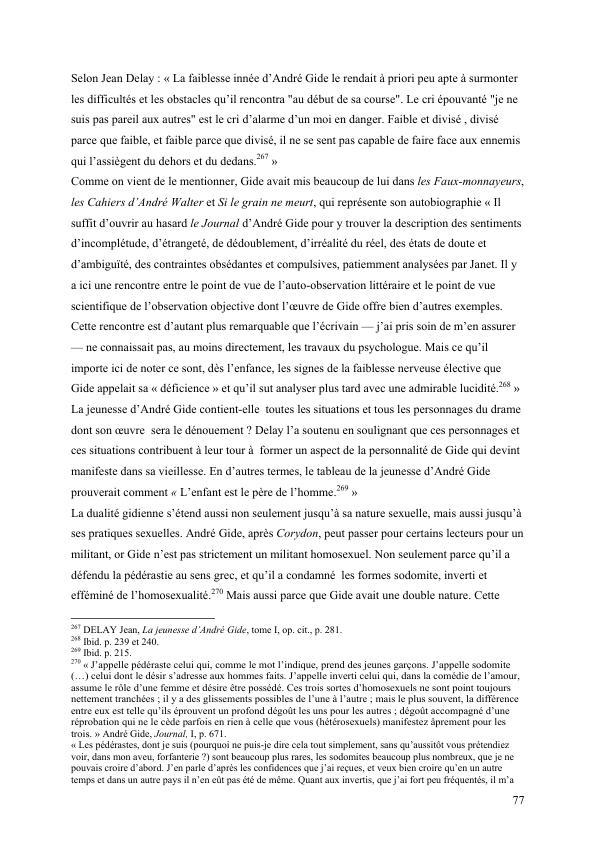 Selon Jean Delay : « La faiblesse innée d’André Gide le rendait à priori peu apte à surmonter
les difficultés et les obstacles qu’il rencontra "au début de sa course". Le cri épouvanté "je ne
suis pas pareil aux autres" est le cri d’alarme d’un moi en danger. Faible et divisé , divisé
parce que faible, et faible parce que divisé, il ne se sent pas capable de faire face aux ennemis
qui l’assiègent du dehors et du dedans.267 »
Comme on vient de le mentionner, Gide avait mis beaucoup de lui dans les Faux-monnayeurs,
les Cahiers d’André Walter et Si le grain ne meurt, qui représente son autobiographie « Il
suffit d’ouvrir au hasard le Journal d’André Gide pour y trouver la description des sentiments
d’incomplétude, d’étrangeté, de dédoublement, d’irréalité du réel, des états de doute et
d’ambiguïté, des contraintes obsédantes et compulsives, patiemment analysées par Janet. Il y
a ici une rencontre entre le point de vue de l’auto-observation littéraire et le point de vue
scientifique de l’observation objective dont l’œuvre de Gide offre bien d’autres exemples.
Cette rencontre est d’autant plus remarquable que l’écrivain — j’ai pris soin de m’en assurer
— ne connaissait pas, au moins directement, les travaux du psychologue. Mais ce qu’il
importe ici de noter ce sont, dès l’enfance, les signes de la faiblesse nerveuse élective que
Gide appelait sa « déficience » et qu’il sut analyser plus tard avec une admirable lucidité.268 »
La jeunesse d’André Gide contient-elle toutes les situations et tous les personnages du drame
dont son œuvre sera le dénouement ? Delay l’a soutenu en soulignant que ces personnages et
ces situations contribuent à leur tour à former un aspect de la personnalité de Gide qui devint
manifeste dans sa vieillesse. En d’autres termes, le tableau de la jeunesse d’André Gide
prouverait comment « L’enfant est le père de l’homme.269 »
La dualité gidienne s’étend aussi non seulement jusqu’à sa nature sexuelle, mais aussi jusqu’à
ses pratiques sexuelles. André Gide, après Corydon, peut passer pour certains lecteurs pour un
militant, or Gide n’est pas strictement un militant homosexuel. Non seulement parce qu’il a
défendu la pédérastie au sens grec, et qu’il a condamné les formes sodomite, inverti et
efféminé de l’homosexualité.270 Mais aussi parce que Gide avait une double nature. Cette
267 DELAY Jean, La jeunesse d’André Gide, tome I, op. cit., p. 281.
268 Ibid. p. 239 et 240.
269 Ibid. p. 215.
270 « J’appelle pédéraste celui qui, comme le mot l’indique, prend des jeunes garçons. J’appelle sodomite
(…) celui dont le désir s’adresse aux hommes faits. J’appelle inverti celui qui, dans la comédie de l’amour,
assume le rôle d’une femme et désire être possédé. Ces trois sortes d’homosexuels ne sont point toujours
nettement tranchées ; il y a des glissements possibles de l’une à l’autre ; mais le plus souvent, la différence
entre eux est telle qu’ils éprouvent un profond dégoût les uns pour les autres ; dégoût accompagné d’une
réprobation qui ne le cède parfois en rien à celle que vous (hétérosexuels) manifestez âprement pour les
trois. » André Gide, Journal, I, p. 671.
« Les pédérastes, dont je suis (pourquoi ne puis-je dire cela tout simplement, sans qu’aussitôt vous prétendiez
voir, dans mon aveu, forfanterie ?) sont beaucoup plus rares, les sodomites beaucoup plus nombreux, que je ne
pouvais croire d’abord. J’en parle d’après les confidences que j’ai reçues, et veux bien croire qu’en un autre
temps et dans un autre pays il n’en eût pas été de même. Quant aux invertis, que j’ai fort peu fréquentés, il m’a
77